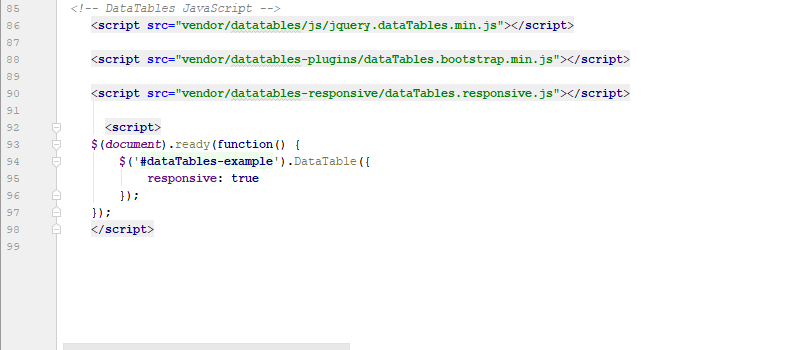 85 <!-- DataTables JavaScript -->
86 <script src="vendor/datatables/js/jquery.dataTables.min.js"></script>
87
88 <script src="vendor/datatables-plugins/dataTables.bootstrap.min.js"></script>
89
90 <script src="vendor/datatables-responsive/dataTables.responsive.js"></script>
91
92 <script>
93 $(document).ready(function() {
94 $('#dataTables-example').DataTable({
95 responsive: true
96 });
97 });
98 </script>
99